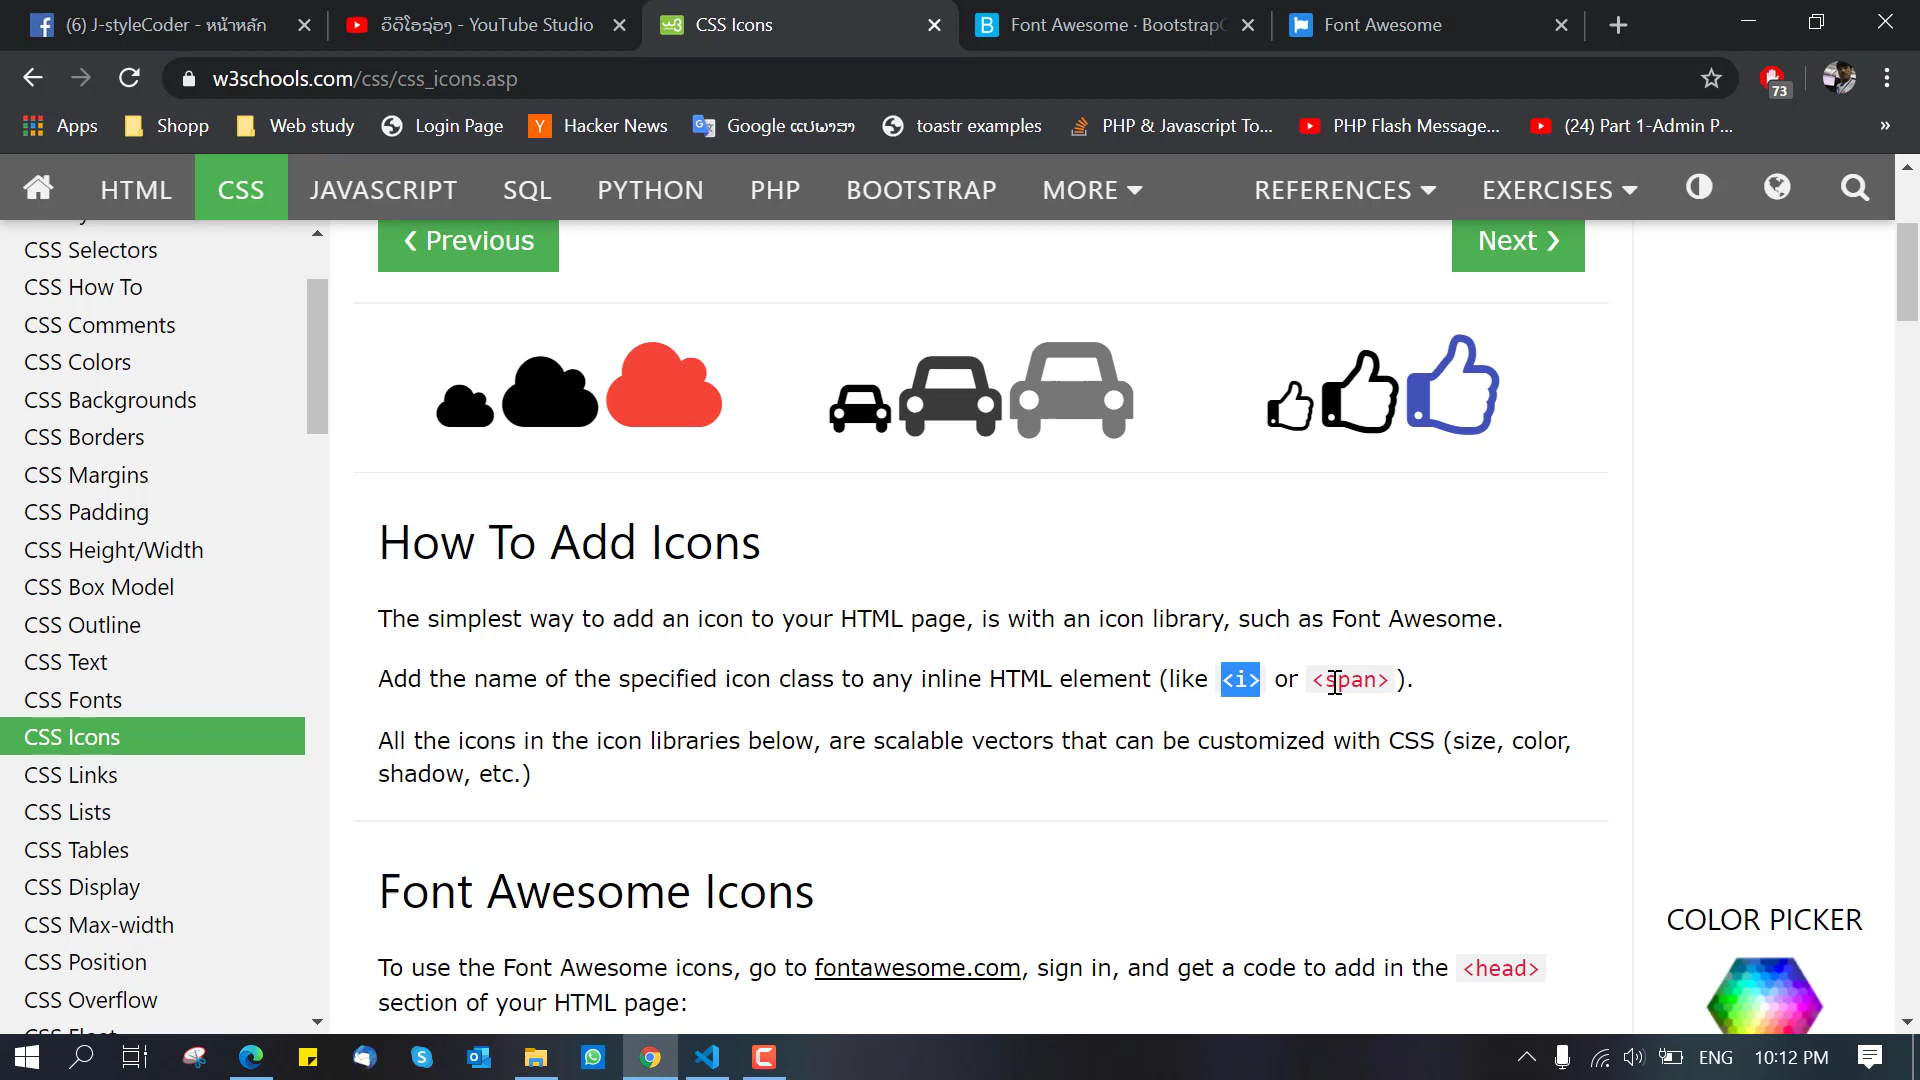 (6) J-styleCoder - หน้าหลัก
ວິດີໂອຊ່ອງ - YouTube Studio
CSS Icons
Font Awesome · Bootstrap
Font Awesome
w3schools.com/css/css_icons.asp
73
Apps
Shopp
Web study
Login Page
Hacker News
Google ແປພາສາ
toastr examples
PHP & Javascript To...
PHP Flash Message...
(24) Part 1-Admin P...
»
HTML
CSS
JAVASCRIPT
SQL
PYTHON
PHP
BOOTSTRAP
MORE
REFERENCES
EXERCISES
CSS Selectors
CSS How To
CSS Comments
CSS Colors
CSS Backgrounds
CSS Borders
CSS Margins
CSS Padding
CSS Height/Width
CSS Box Model
CSS Outline
CSS Text
CSS Fonts
CSS Icons
CSS Links
CSS Lists
CSS Tables
CSS Display
CSS Max-width
CSS Position
CSS Overflow
❮ Previous
Next ❯
How To Add Icons
The simplest way to add an icon to your HTML page, is with an icon library, such as Font Awesome.
Add the name of the specified icon class to any inline HTML element (like <i> or <span>).
All the icons in the icon libraries below, are scalable vectors that can be customized with CSS (size, color,
shadow, etc.)
Font Awesome Icons
To use the Font Awesome icons, go to fontawesome.com, sign in, and get a code to add in the <head>
section of your HTML page:
COLOR PICKER
ENG
10:12 PM